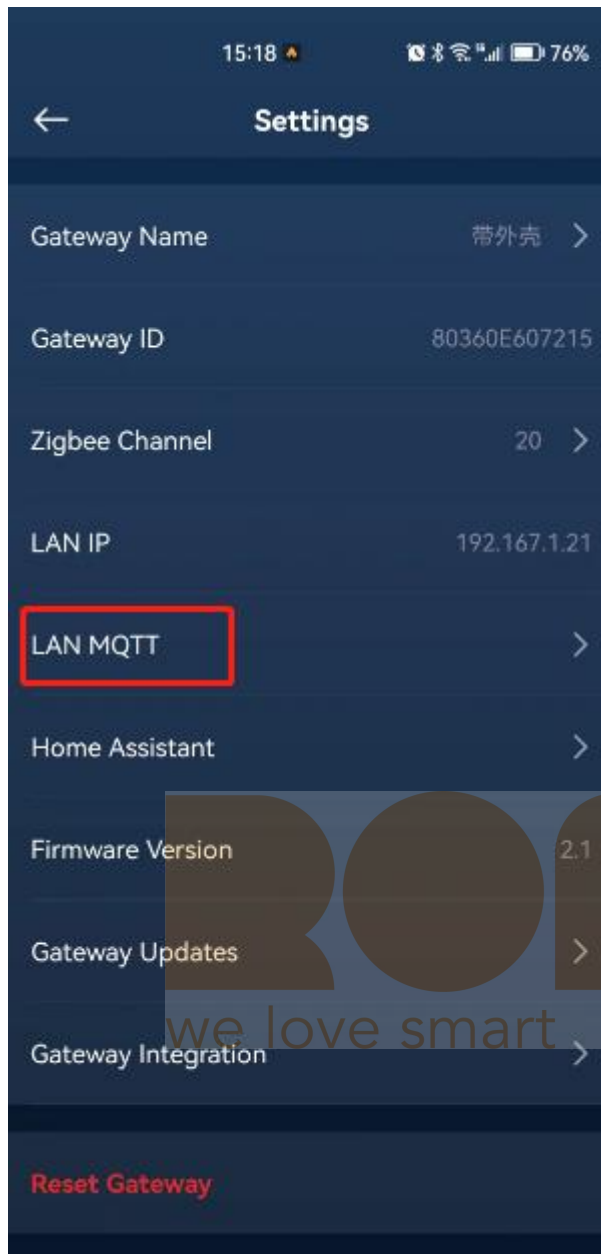 15:18 76%
Settings
Gateway Name 带外壳
Gateway ID 80360E607215
Zigbee Channel 20
LAN IP 192.167.1.21
LAN MQTT
Home Assistant
Firmware Version 2.1
Gateway Updates
we love smart
Gateway Integration
Reset Gateway